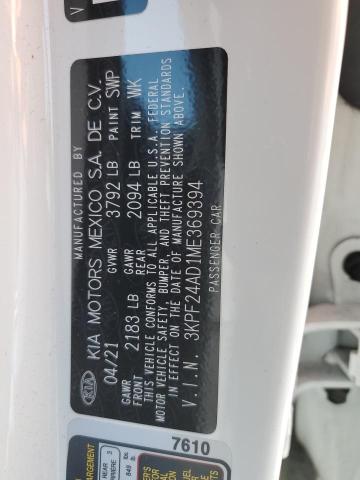 V
MANUFACTURED BY
KIA KIA MOTORS MEXICO S.A. DE C.V.
04/21 GVWR 3792 LB PAINT SWP
GAWR FRONT 2183 LB GAWR REAR 2094 LB TRIM WK
THIS VEHICLE CONFORMS TO ALL APPLICABLE U.S.A. FEDERAL
MOTOR VEHICLE SAFETY, BUMPER, AND THEFT PREVENTION STANDARDS
IN EFFECT ON THE DATE OF MANUFACTURE SHOWN ABOVE.
V.I.N. 3KPF24AD1ME369394
PASSENGER CAR
7610
ARGEMENT